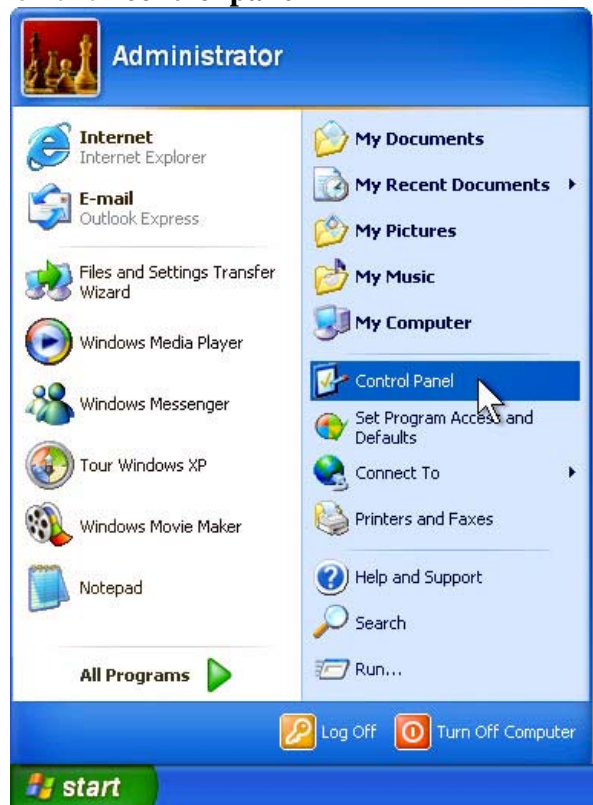 Administrator
Internet
Internet Explorer
E-mail
Outlook Express
Files and Settings Transfer
Wizard
Windows Media Player
Windows Messenger
Tour Windows XP
Windows Movie Maker
Notepad
All Programs
My Documents
My Recent Documents
My Pictures
My Music
My Computer
Control Panel
Set Program Access and
Defaults
Connect To
Printers and Faxes
Help and Support
Search
Run...
Log Off
Turn Off Computer
start